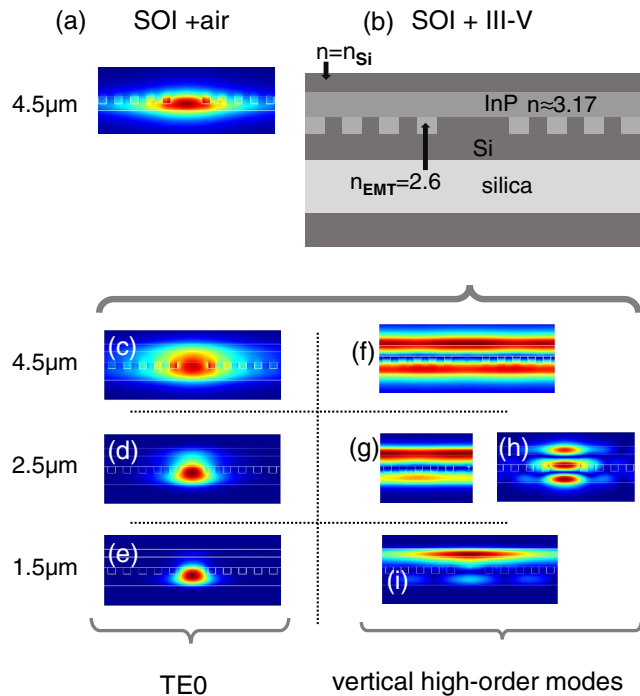 (a) SOI +air
(b) SOI + III-V
4.5μm
n=nSi
InP n≈3.17
Si
nEMT=2.6
silica
4.5μm
(c)
(f)
2.5μm
(d)
(g)
(h)
1.5μm
(e)
(i)
TE0
vertical high-order modes